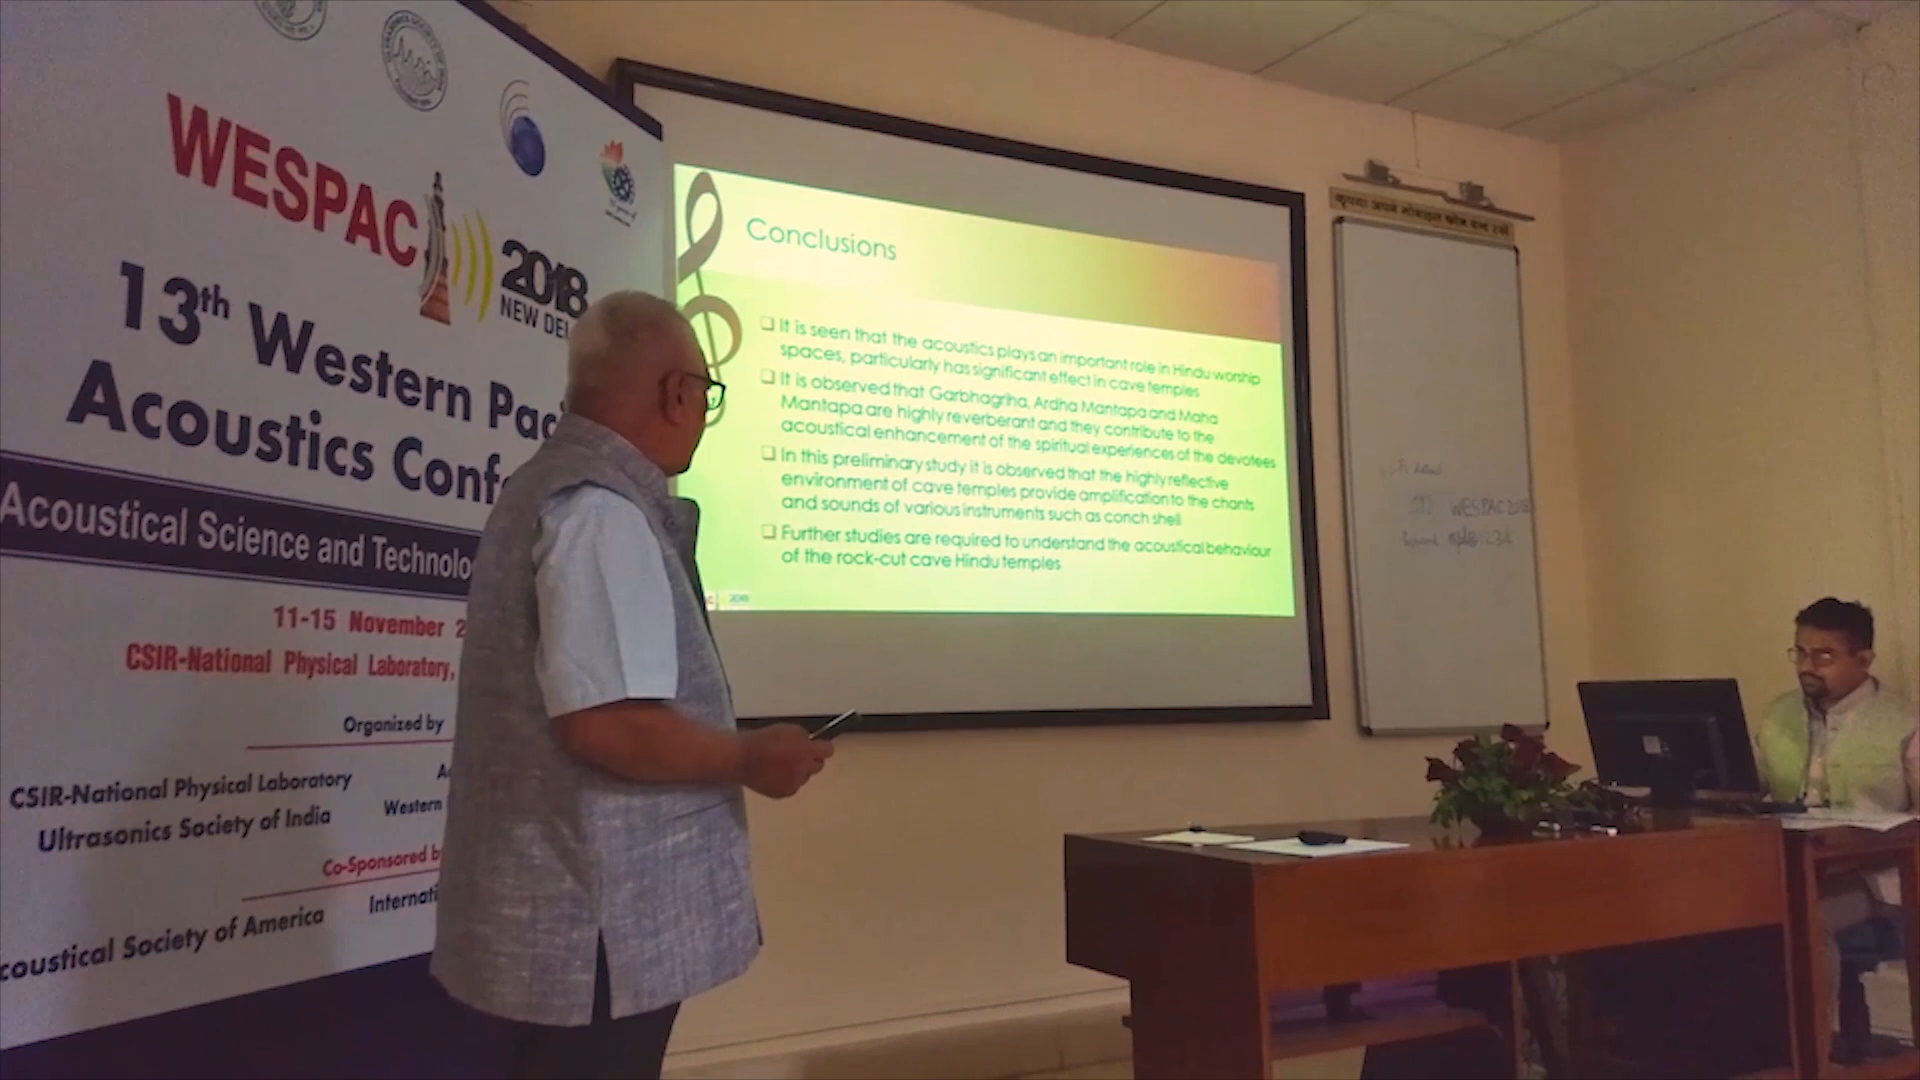 WESPAC
2018
NEW DEL
13th Western Pac
Acoustics Conf
Acoustical Science and Technolo
11-15 November 2
CSIR-National Physical Laboratory,
Organized by
CSIR-National Physical Laboratory
Ultrasonics Society of India
Western
Co-Sponsored b
Internati
coustical Society of America
Conclusions
It is seen that the acoustics plays an important role in Hindu worship
spaces, particularly has significant effect in cave temples
It is observed that Garbhagriha, Ardha Mantapa and Maha
Mantapa are highly reverberant and they contribute to the
acoustical enhancement of the spiritual experiences of the devotees
In this preliminary study it is observed that the highly reflective
environment of cave temples provide amplification to the chants
and sounds of various instruments such as conch shell
Further studies are required to understand the acoustical behaviour
of the rock-cut cave Hindu temples
कृपया अपने मोबाइल फोन बन्द रखें
WESPAC 2018